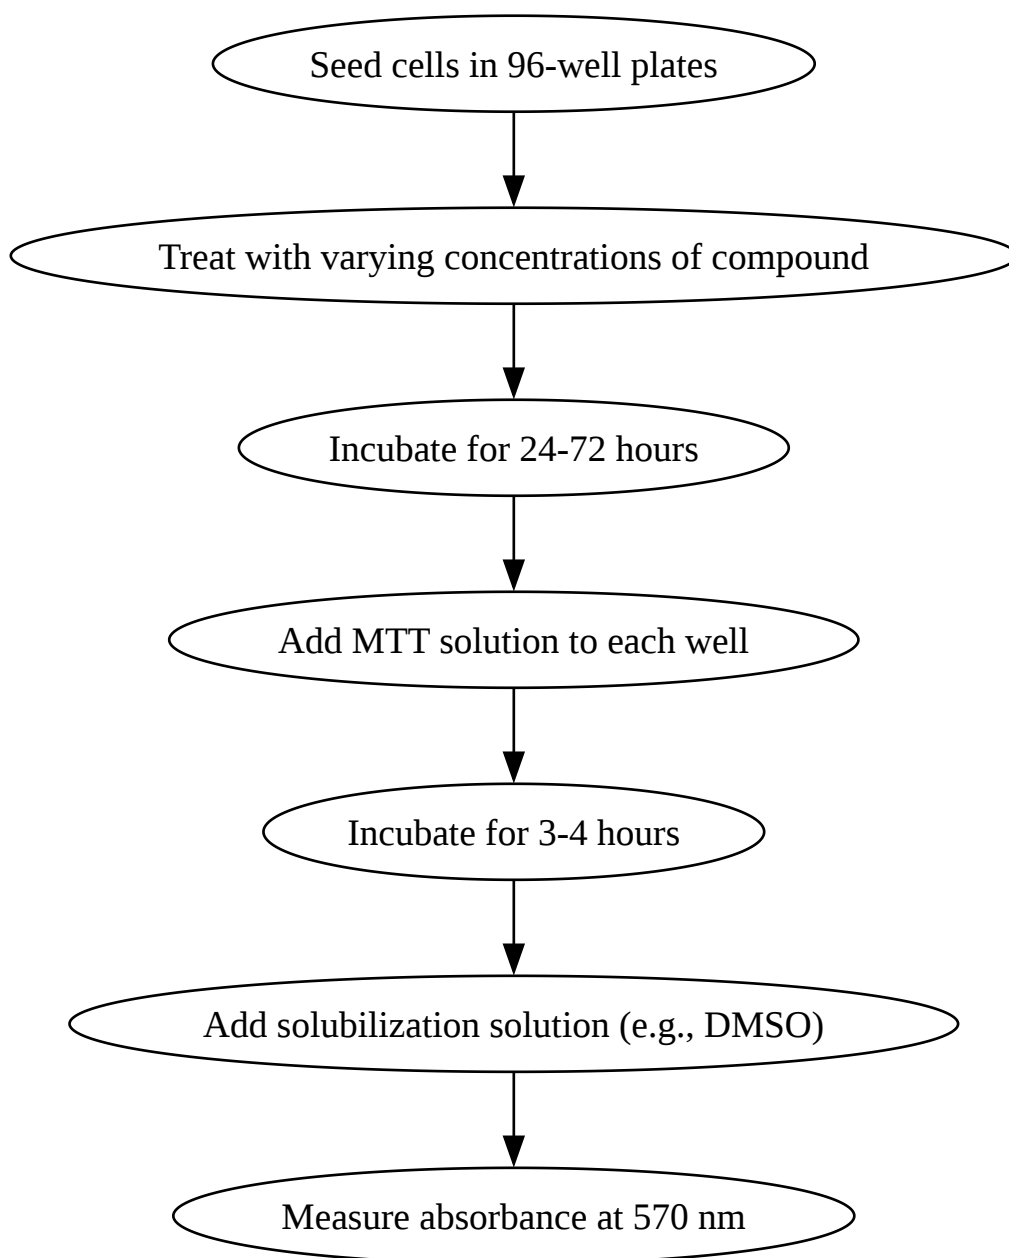 Seed cells in 96-well plates
Treat with varying concentrations of compound
Incubate for 24-72 hours
Add MTT solution to each well
Incubate for 3-4 hours
Add solubilization solution (e.g., DMSO)
Measure absorbance at 570 nm